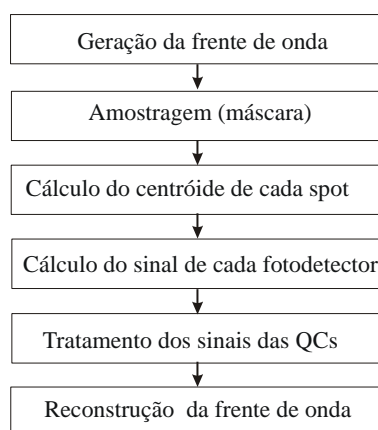 Geração da frente de onda
Amostragem (máscara)
Cálculo do centróide de cada spot
Cálculo do sinal de cada fotodetector
Tratamento dos sinais das QCs
Reconstrução da frente de onda